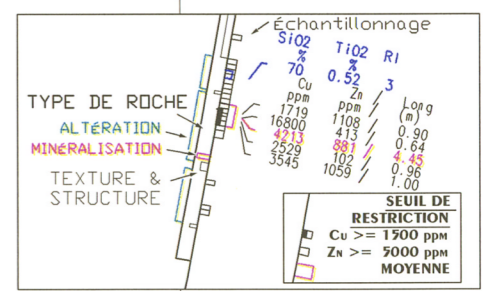 Échantillonnage
SiO2 TiO2 RI
% %
70 0.52 3
Cu Zn Long
ppm ppm / (m)
1719 1108 / 0.90
16800 413 / 0.64
4213 881 / 4.45
2529 102 / 0.96
3545 1059 / 1.00
TYPE DE ROCHE
ALTÉRATION
MINÉRALISATION
TEXTURE &
STRUCTURE
SEUIL DE
RESTRICTION
Cu >= 1500 ppm
Zn >= 5000 ppm
MOYENNE